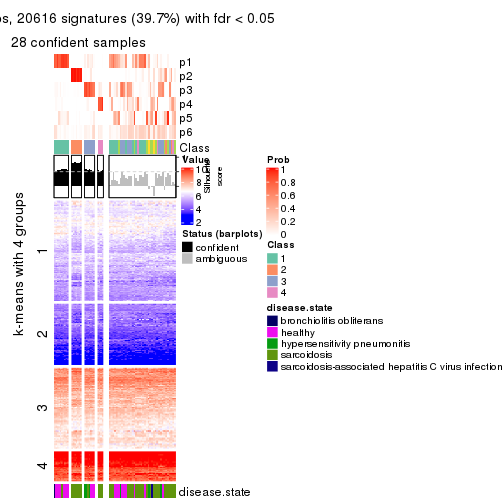 ps, 20616 signatures (39.7%) with fdr < 0.05
28 confident samples
p1
p2
p3
p4
p5
p6
Class
Silhouette score
k-means with 4 groups
1
2
3
4
disease.state
Value
10
8
6
4
2
Status (barplots)
confident
ambiguous
Prob
1
0.8
0.6
0.4
0.2
0
Class
1
2
3
4
disease.state
bronchiolitis obliterans
healthy
hypersensitivity pneumonitis
sarcoidosis
sarcoidosis-associated hepatitis C virus infection